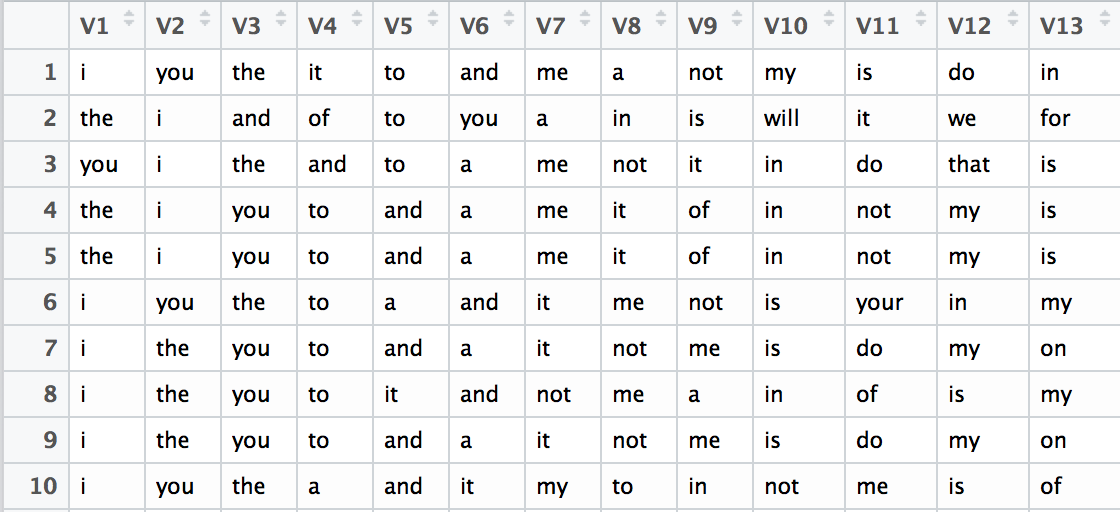 V1 V2 V3 V4 V5 V6 V7 V8 V9 V10 V11 V12 V13
1 i you the it to and me a not my is do in
2 the i and of to you a in is will it we for
3 you i the and to a me not it in do that is
4 the i you to and a me it of in not my is
5 the i you to and a me it of in not my is
6 i you the to a and it me not is your in my
7 i the you to and a it not me is do my on
8 i the you to it and not me a in of is my
9 i the you to and a it not me is do my on
10 i you the a and it my to in not me is of